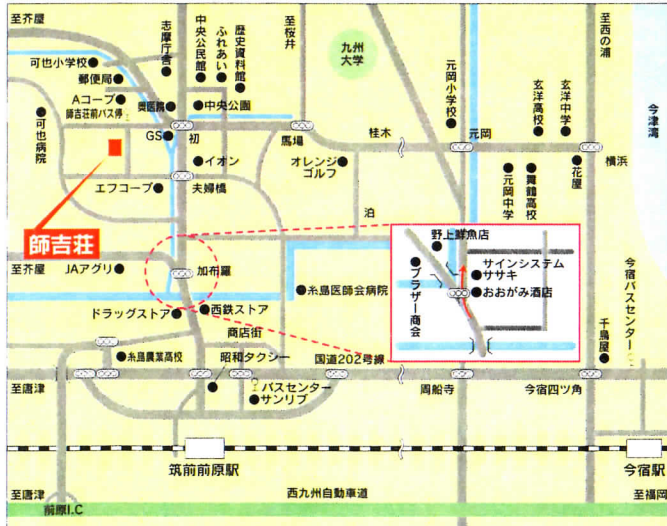 至芥屋
可也小学校
郵便局
Aコープ
師吉荘前バス停
可也病院
志摩庁舎
中央公民館
ふれあい
歴史資料館
至桜井
九州
大学
元岡小学校
玄洋高校
玄洋中学
至西の浦
今津湾
奥医院
中央公園
GS
初
馬場
桂木
元岡
横浜
イオン
オレンジ
ゴルフ
エフコープ
夫婦橋
元岡中学
舞鶴高校
花屋
師吉荘
泊
至芥屋
JAアグリ
加布羅
野上鮮魚店
サインシステム
ササキ
ブラザー商会
おおがみ酒店
糸島医師会病院
今宿バスセンター
ドラッグストア
西鉄ストア
商店街
千鳥屋
糸島農業高校
昭和タクシー
国道202号線
至唐津
バスセンター
サンリブ
周船寺
今宿四ツ角
筑前前原駅
今宿駅
至唐津
西九州自動車道
至福岡
前原I.C